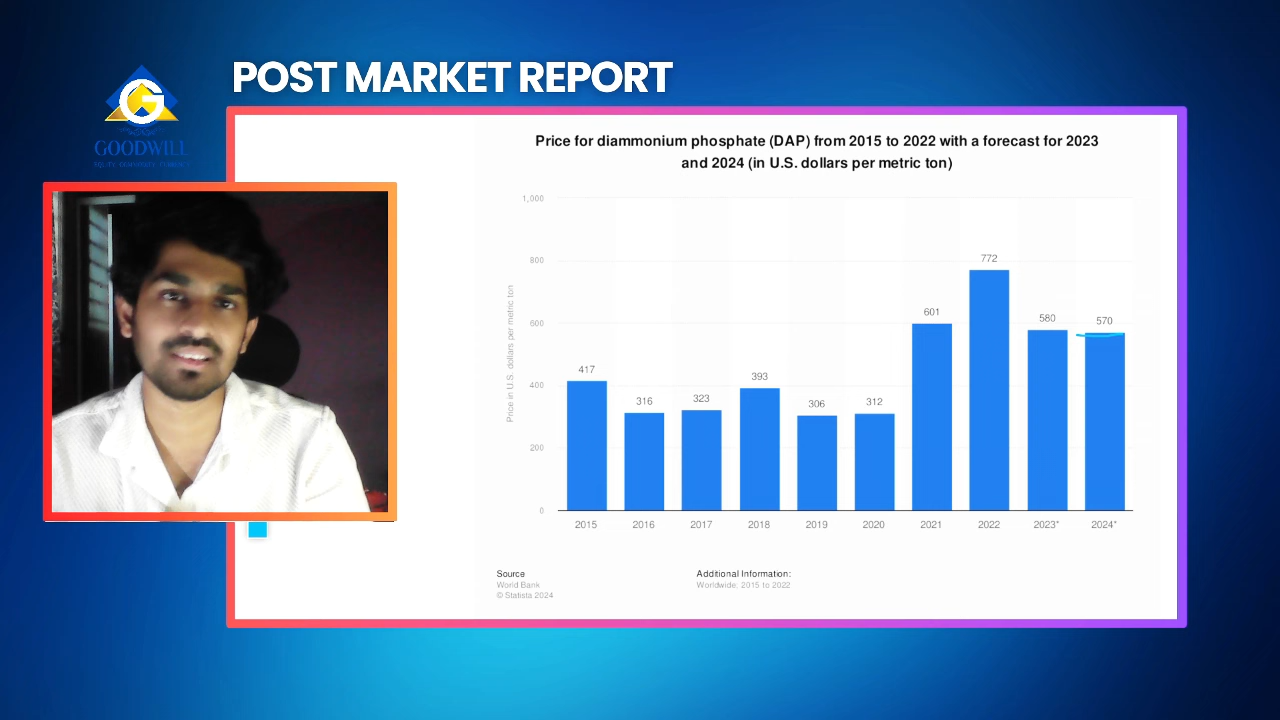 POST MARKET REPORT
G
GOODWILL
Price for diammonium phosphate (DAP) from 2015 to 2022 with a forecast for 2023
and 2024 (in U.S. dollars per metric ton)
Price in U.S. dollars per metric ton
1,000
800
600
400
200
0
417
316
323
393
306
312
601
772
580
570
2015
2016
2017
2018
2019
2020
2021
2022
2023*
2024*
Source
World Bank
© Statista 2024
Additional Information:
Worldwide; 2015 to 2022